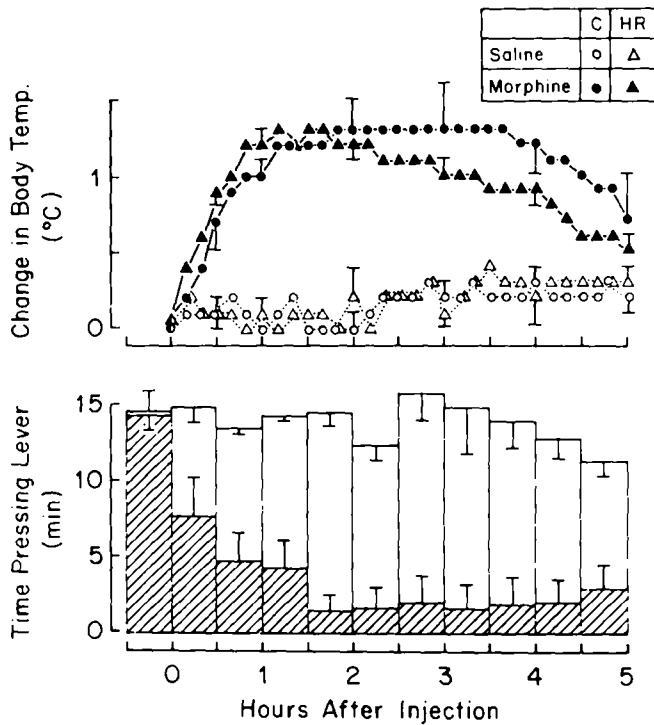 C HR
Saline ○ △
Morphine ● ▲
Change in Body Temp.
(°C)
1
0
Time Pressing Lever
(min)
15
10
5
0
0 1 2 3 4 5
Hours After Injection